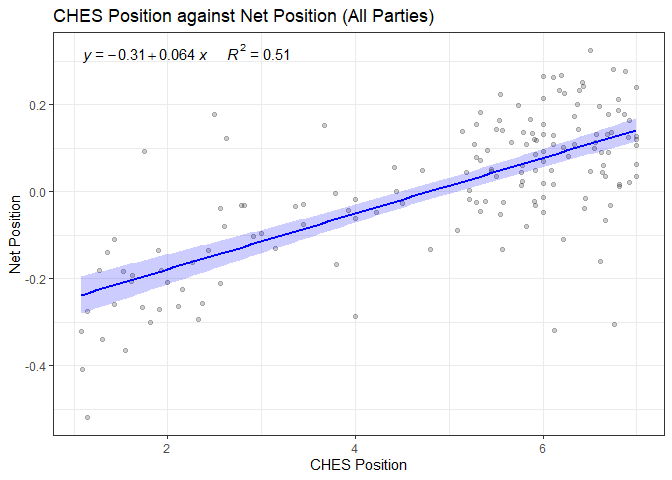 CHES Position against Net Position (All Parties)
y = −0.31 + 0.064 x R² = 0.51
0.2
0.0
-0.2
-0.4
Net Position
2 4 6
CHES Position